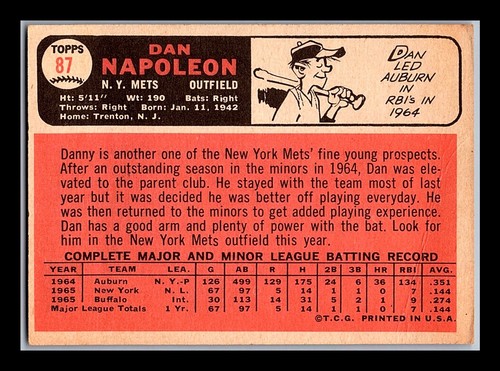 TOPPS
87
DAN
NAPOLEON
N. Y. METS OUTFIELD
Ht: 5'11" Wt: 190 Bats: Right
Throws: Right Born: Jan. 11, 1942
Home: Trenton, N. J.
DAN
LED
AUBURN
IN
RBI'S IN
1964
Danny is another one of the New York Mets' fine young prospects.
After an outstanding season in the minors in 1964, Dan was ele-
vated to the parent club. He stayed with the team most of last
year but it was decided he was better off playing everyday. He
was then returned to the minors to get added playing experience.
Dan has a good arm and plenty of power with the bat. Look for
him in the New York Mets outfield this year.
COMPLETE MAJOR AND MINOR LEAGUE BATTING RECORD
YEAR TEAM LEA. G AB R H 2B 3B HR RBI AVG.
1964 Auburn N. Y.-P 126 499 129 175 24 6 36 134 .351
1965 New York N. L. 67 97 5 14 1 1 0 7 .144
1965 Buffalo Int. 30 113 14 31 5 2 1 9 .274
Major League Totals 1 Yr. 67 97 5 14 1 1 0 7 .144
©T.C.G. PRINTED IN U.S.A.